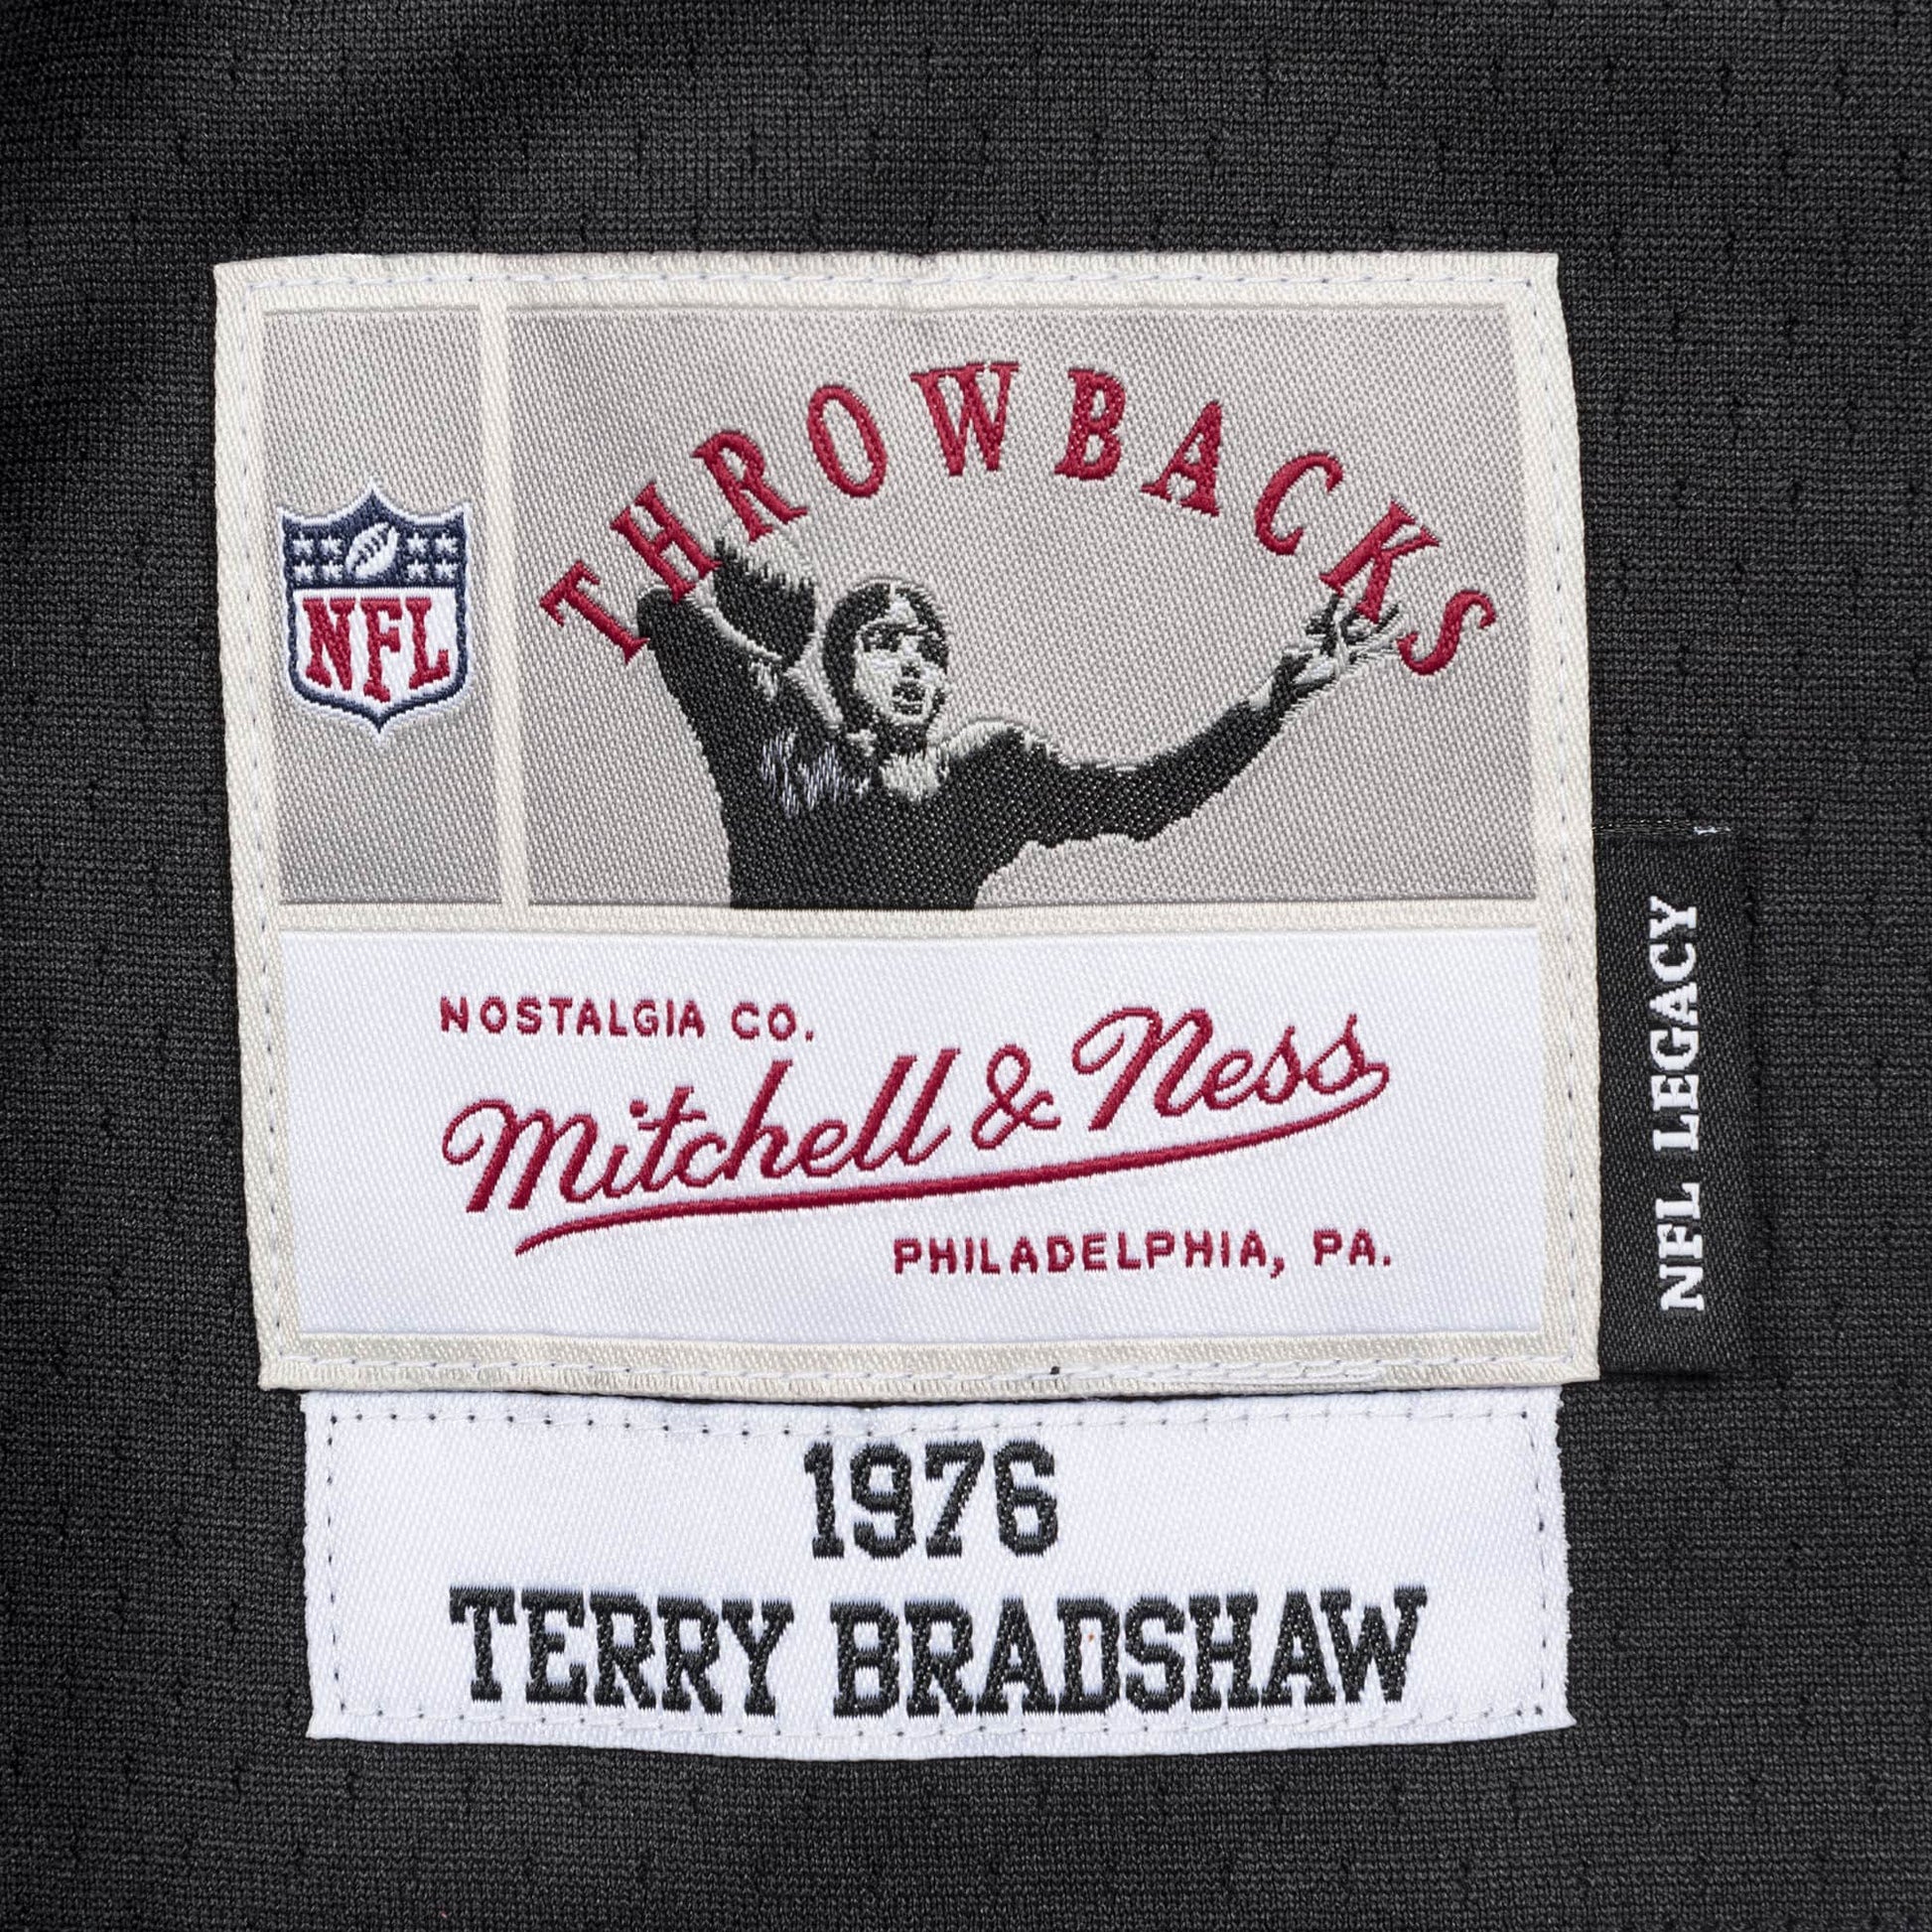 THROWBACKS
NFL
NOSTALGIA CO.
Mitchell & Ness
PHILADELPHIA, PA.
NFL LEGACY
1976
TERRY BRADSHAW